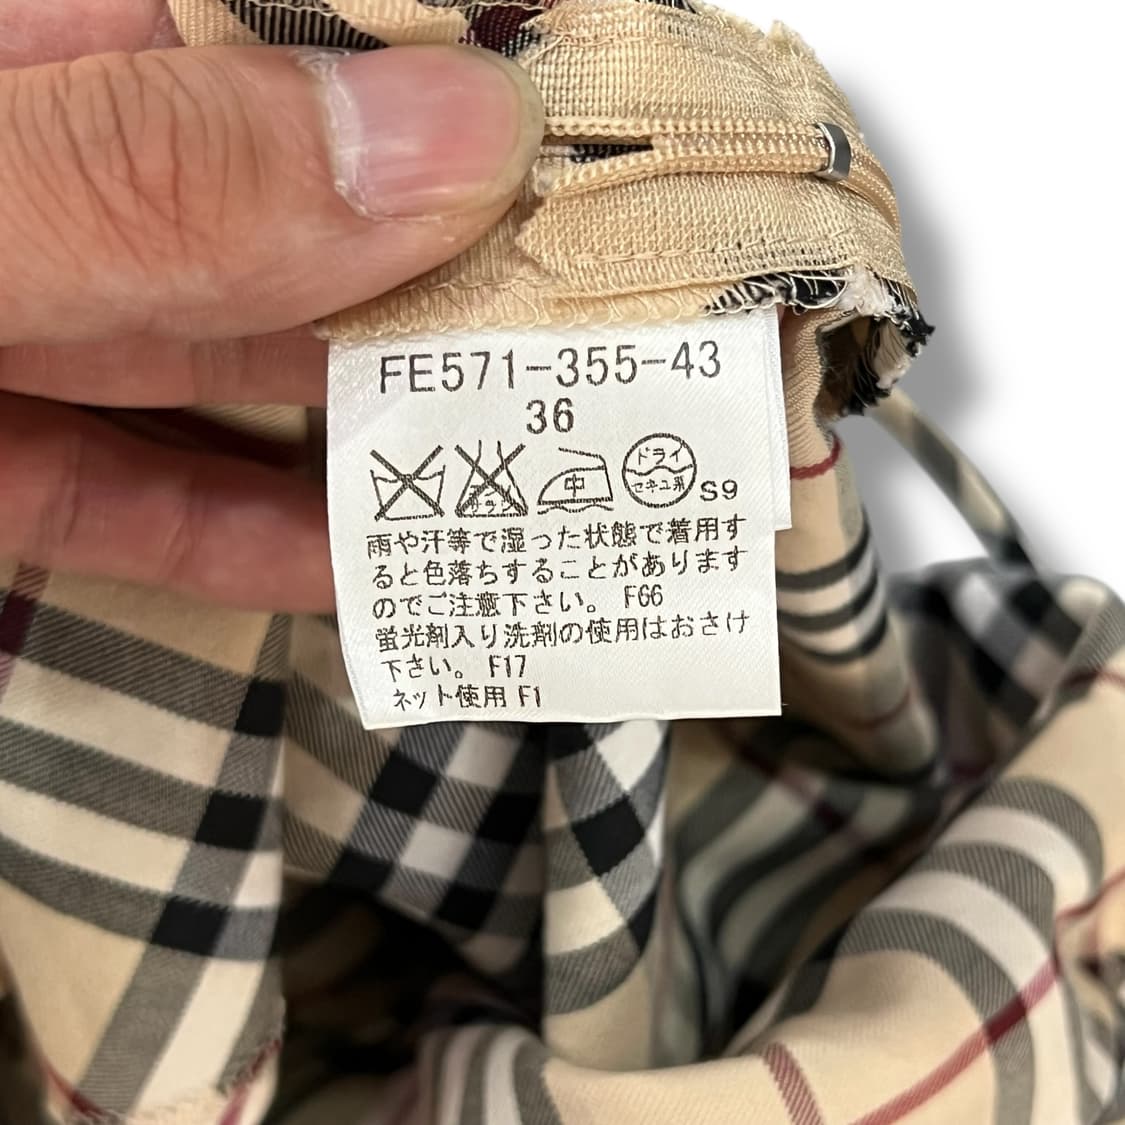 FE571-355-43
36
中
ドライ
セキユ系
S9
雨や汗等で湿った状態で着用す
ると色落ちすることがあります
のでご注意下さい。 F66
蛍光剤入り洗剤の使用はおさけ
下さい。 F17
ネット使用 F1